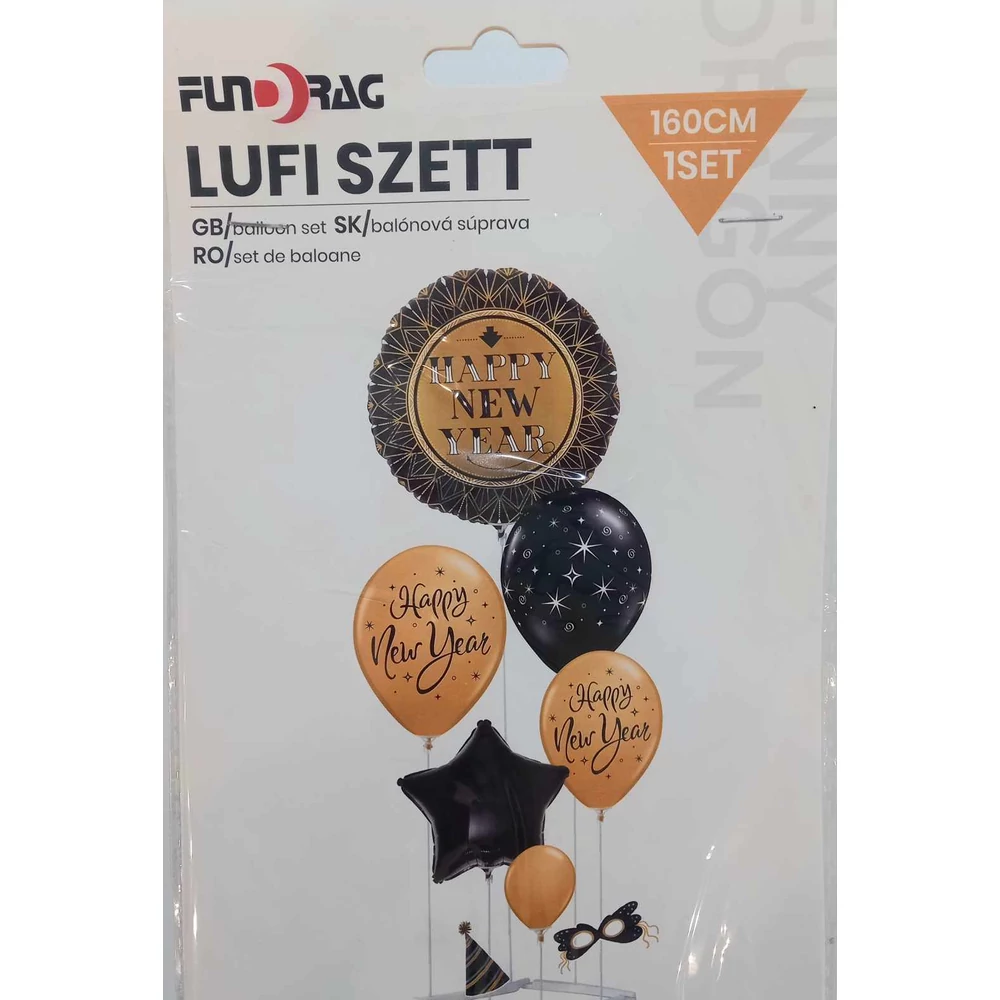 FUNDRAG
LUFI SZETT
GB/balloon set SK/balónová súprava
RO/set de baloane
160CM
1SET
FUNNY
DRAGON
HAPPY
NEW
YEAR
Happy
New Year
Happy
New Year